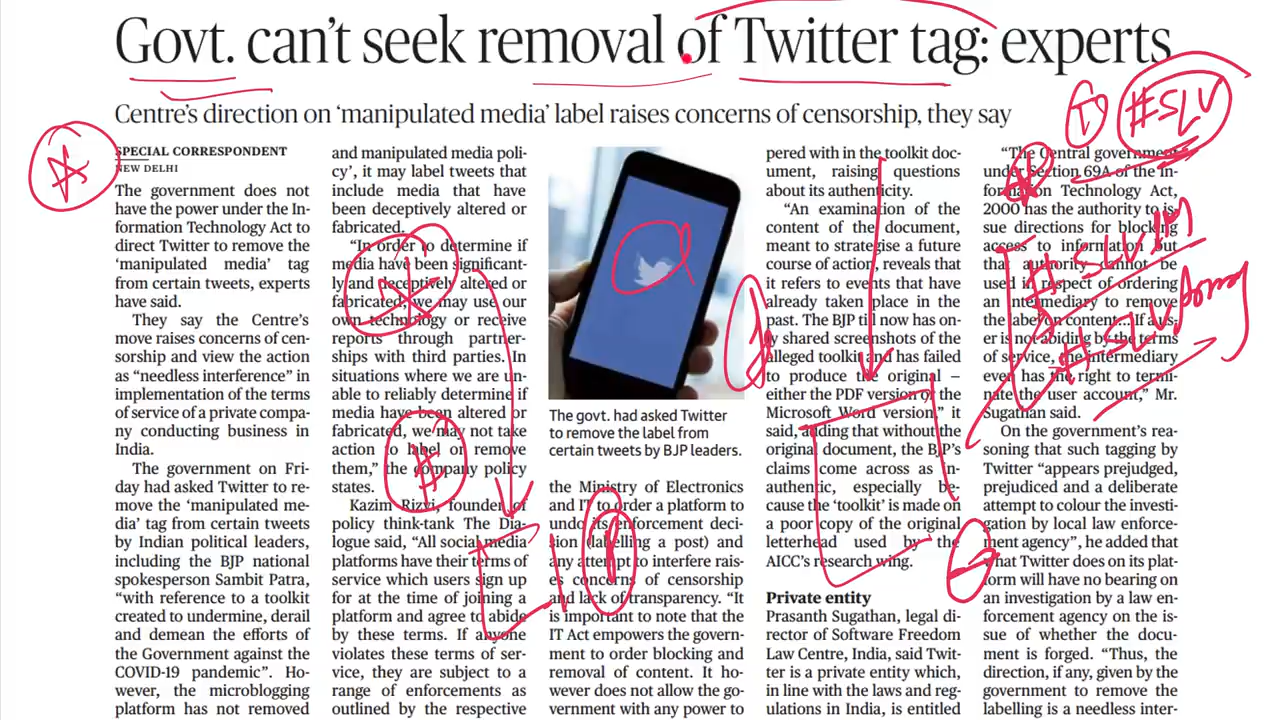 Govt. can't seek removal of Twitter tag: experts
Centre's direction on 'manipulated media' label raises concerns of censorship, they say
SPECIAL CORRESPONDENT
NEW DELHI
The government does not
have the power under the In-
formation Technology Act to
direct Twitter to remove the
'manipulated media' tag
from certain tweets, experts
have said.
They say the Centre's
move raises concerns of cen-
sorship and view the action
as "needless interference" in
implementation of the terms
of service of a private compa-
ny conducting business in
India.
The government on Fri-
day had asked Twitter to re-
move the 'manipulated me-
dia' tag from certain tweets
by Indian political leaders,
including the BJP national
spokesperson Sambit Patra,
"with reference to a toolkit
created to undermine, derail
and demean the efforts of
the Government against the
COVID-19 pandemic". Ho-
wever, the microblogging
platform has not removed
and manipulated media poli-
cy', it may label tweets that
include media that have
been deceptively altered or
fabricated.
"In order to determine if
media have been significant-
ly and deceptively altered or
fabricated, we may use our
own technology or receive
reports through partner-
ships with third parties. In
situations where we are un-
able to reliably determine if
media have been altered or
fabricated, we may not take
action to label or remove
them," the company policy
states.
Kazim Rizvi, founder of
policy think-tank The Dia-
logue said, "All social media
platforms have their terms of
service which users sign up
for at the time of joining a
platform and agree to abide
by these terms. If anyone
violates these terms of ser-
vice, they are subject to a
range of enforcements as
outlined by the respective
The govt. had asked Twitter
to remove the label from
certain tweets by BJP leaders.
the Ministry of Electronics
and IT to order a platform to
undo its enforcement deci-
sion (labelling a post) and
any attempt to interfere rais-
es concerns of censorship
and lack of transparency. "It
is important to note that the
IT Act empowers the govern-
ment to order blocking and
removal of content. It ho-
wever does not allow the go-
vernment with any power to
pered with in the toolkit doc-
ument, raising questions
about its authenticity.
"An examination of the
content of the document,
meant to strategise a future
course of action, reveals that
it refers to events that have
already taken place in the
past. The BJP till now has on-
ly shared screenshots of the
alleged toolkit and has failed
to produce the original –
either the PDF version or the
Microsoft Word version," it
said, adding that without the
original document, the BJP's
claims come across as in-
authentic, especially be-
cause the 'toolkit' is made on
a poor copy of the original
letterhead used by the
AICC's research wing.
Private entity
Prasanth Sugathan, legal di-
rector of Software Freedom
Law Centre, India, said Twit-
ter is a private entity which,
in line with the laws and reg-
ulations in India, is entitled
#SLV
"The Central government
under Section 69A of the In-
formation Technology Act,
2000 has the authority to is-
sue directions for blocking
access to information but
that authority cannot be
used in respect of ordering
an intermediary to remove
the label on content... If a us-
er is not abiding by the terms
of service, the intermediary
even has the right to termi-
nate the user account," Mr.
Sugathan said.
On the government's rea-
soning that such tagging by
Twitter "appears prejudged,
prejudiced and a deliberate
attempt to colour the investi-
gation by local law enforce-
ment agency", he added that
what Twitter does on its plat-
form will have no bearing on
an investigation by a law en-
forcement agency on the is-
sue of whether the docu-
ment is forged. "Thus, the
direction, if any, given by the
government to remove the
labelling is a needless inter-